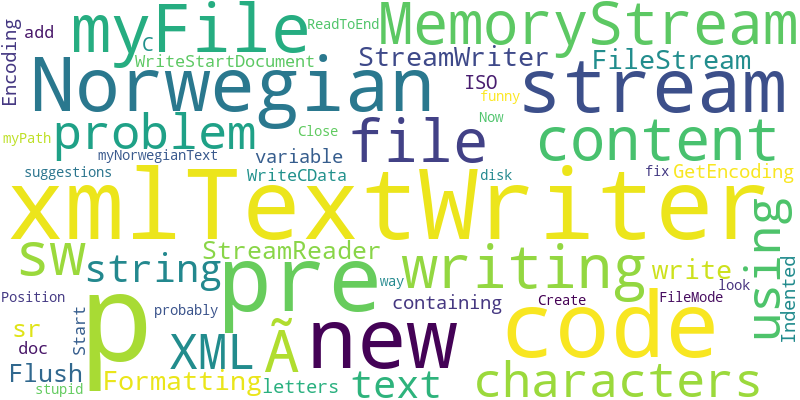 Encoding add myFile ReadToEnd MemoryStream
C WriteStartDocument StreamWriter FileStream
Norwegian ISO stream
funny
myPath problem Close file Now content
myNorwegianText variable
suggestions WriteCData disk fix GetEncoding
xmlTextWriter
sw string StreamReader writing using
pre way write look Indented
Position p probably containing Create FileMode
sr Start new code
doc XML Ã
Flush Formatting letters text characters
stupid